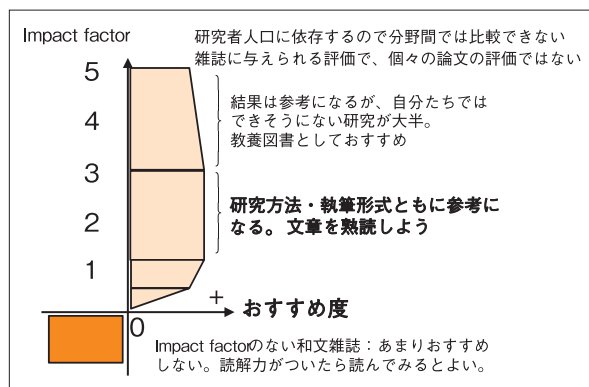 Impact factor
研究者人口に依存するので分野間では比較できない
雑誌に与えられる評価で、個々の論文の評価ではない
5
4
3
2
1
0
結果は参考になるが、自分たちでは
できそうにない研究が大半。
教養図書としておすすめ
研究方法・執筆形式ともに参考に
なる。文章を熟読しよう
+
おすすめ度
Impact factorのない和文雑誌：あまりおすすめ
しない。読解力がついたら読んでみるとよい。